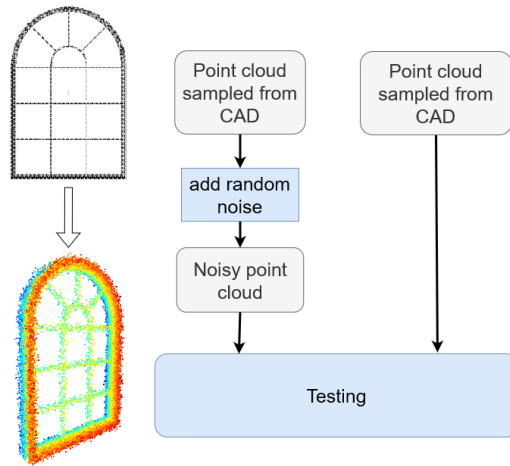 Point cloud
sampled from
CAD
Point cloud
sampled from
CAD
add random
noise
Noisy point
cloud
Testing